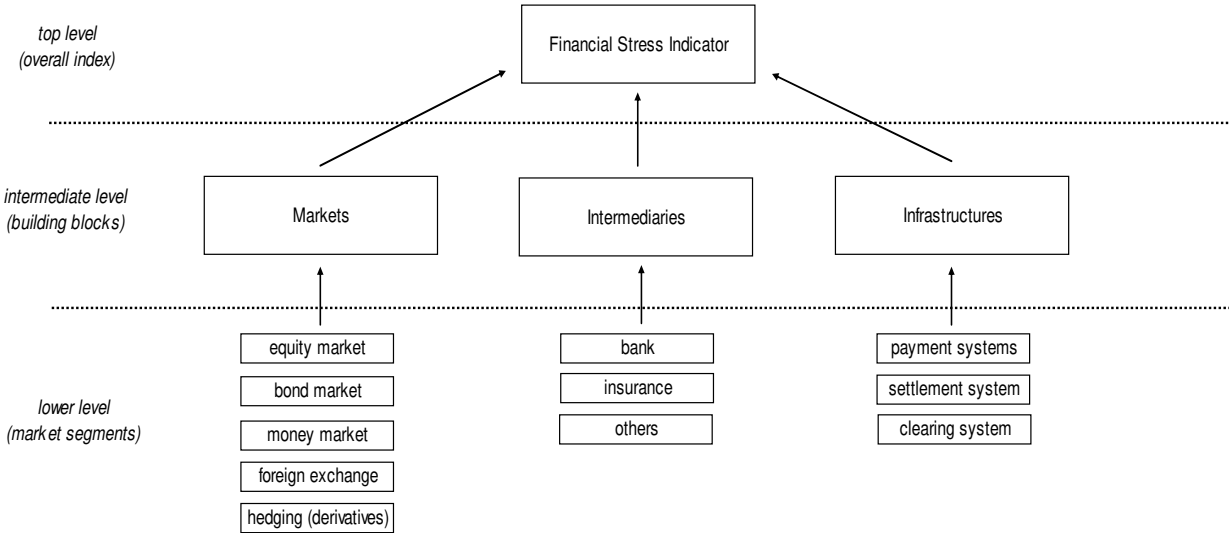 top level
(overall index)
Financial Stress Indicator
intermediate level
(building blocks)
Markets
Intermediaries
Infrastructures
lower level
(market segments)
equity market
bond market
money market
foreign exchange
hedging (derivatives)
bank
insurance
others
payment systems
settlement system
clearing system